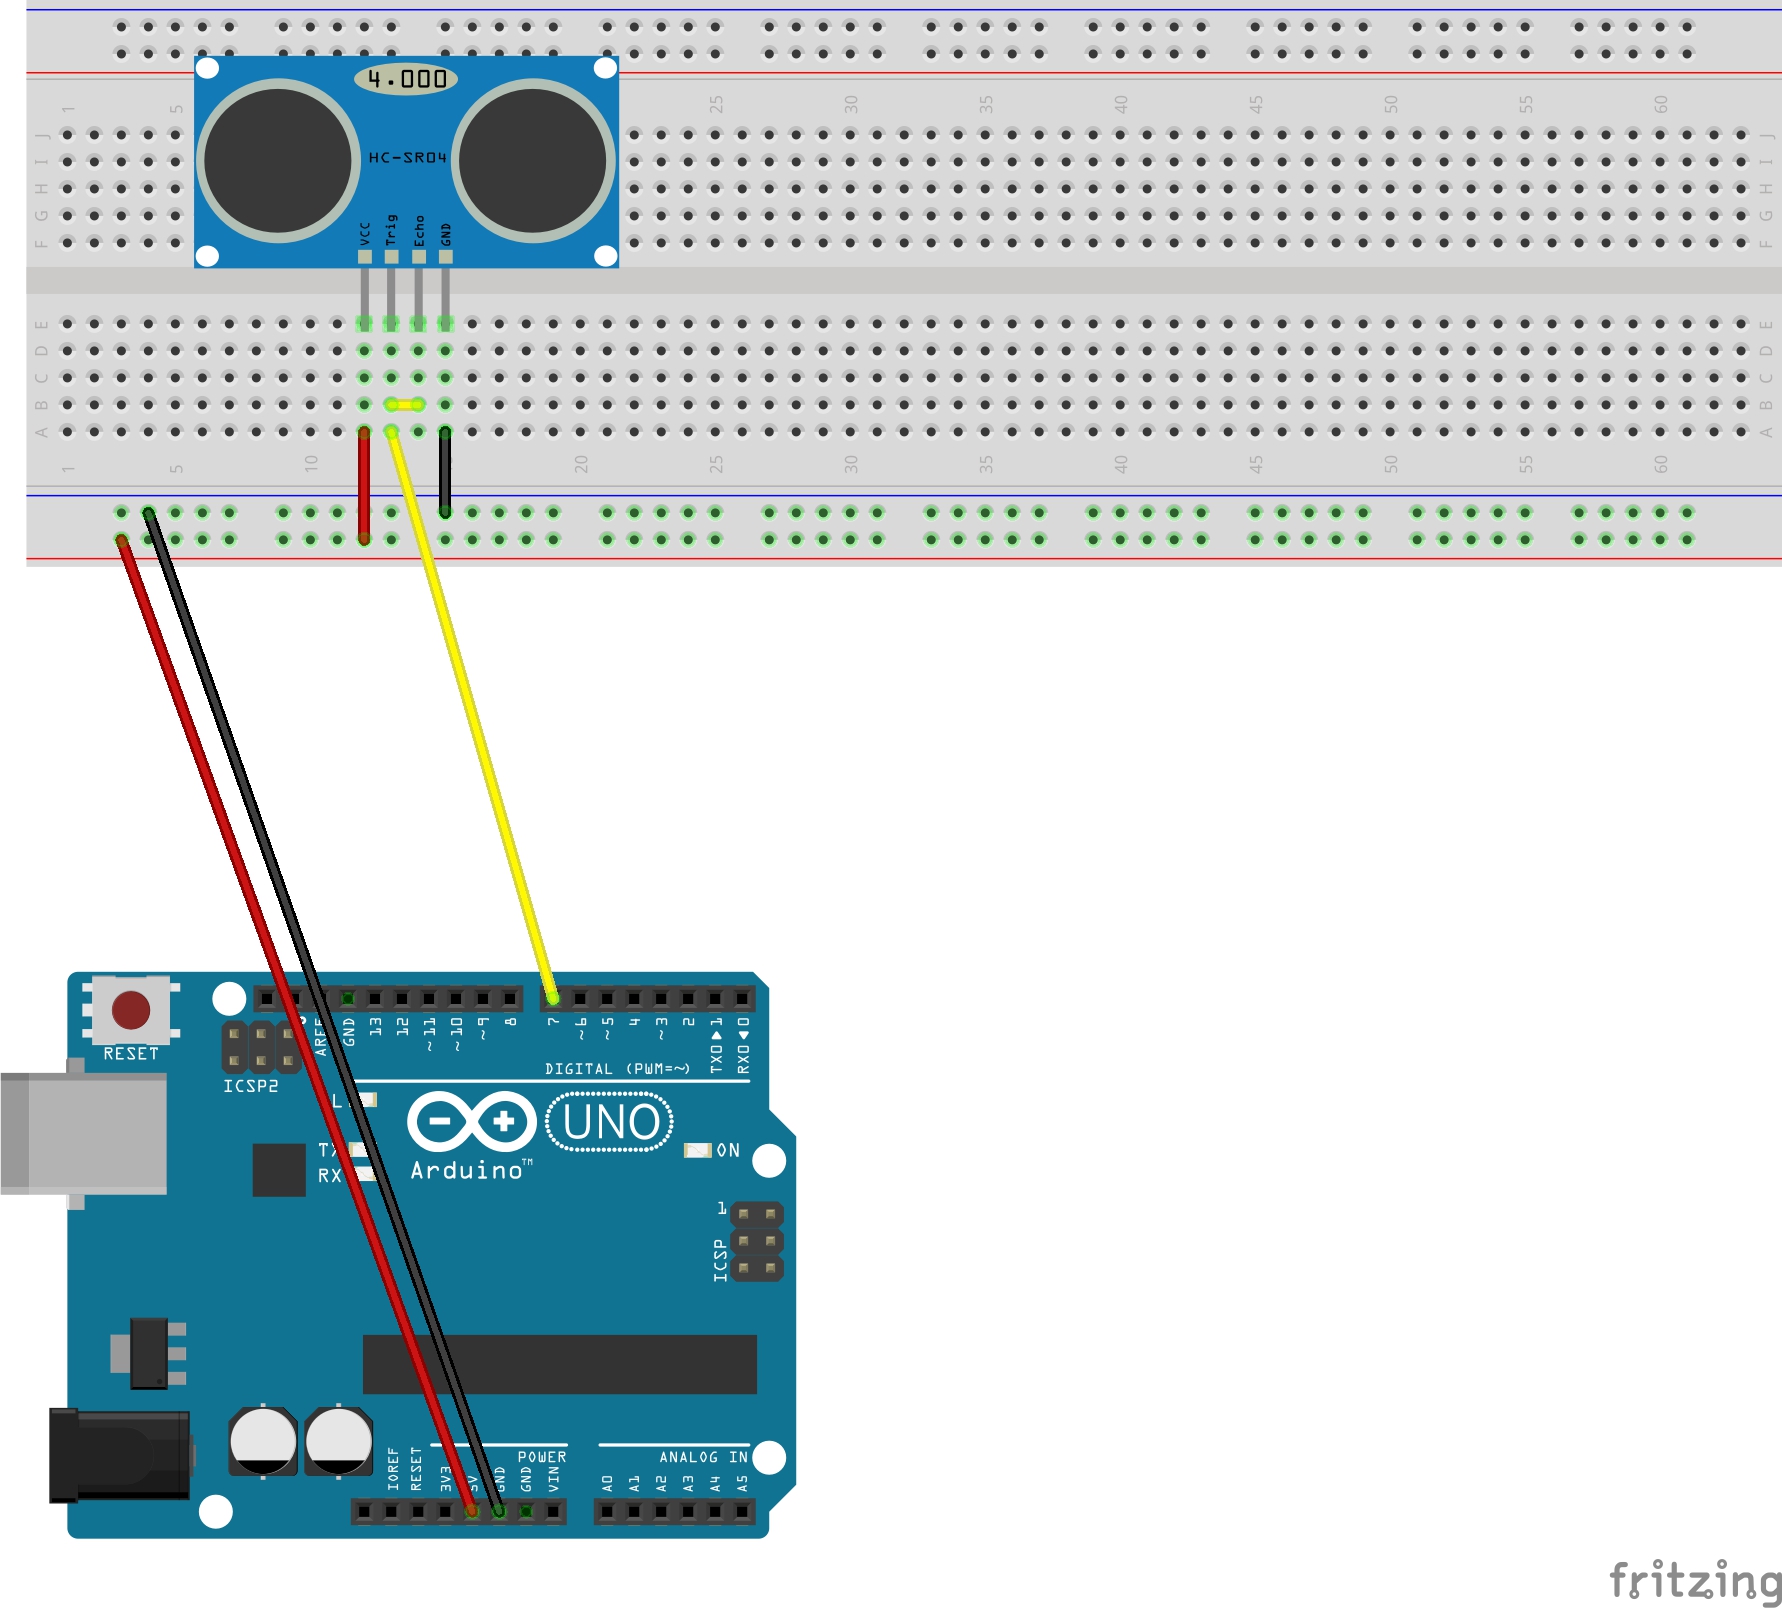 1 5 25 30 35 40 45 50 55 60
J J
I I
H H
G G
F F
4.000
HC-SR04
VCC Trig Echo GND
E E
D D
C C
B B
A A
1 5 10 20 25 30 35 40 45 50 55 60
RESET
ICSP2
AREF GND 13 12 ~11 ~10 ~9 8 7 ~6 ~5 4 ~3 2 TX0▶1 RX0◀0
DIGITAL (PWM=~)
L
TX
RX
Arduino™
UNO
ON
1
ICSP
POWER
ANALOG IN
IOREF RESET 3V3 5V GND GND VIN A0 A1 A2 A3 A4 A5
fritzing